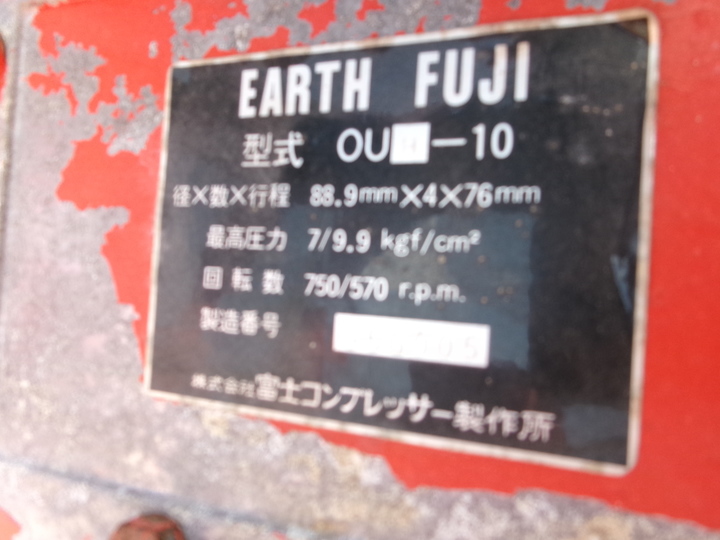 EARTH FUJI
型式 OU -10
径×数×行程 88.9mm×4×76mm
最高圧力 7/9.9 kgf/cm²
回転数 750/570 r.p.m.
製造番号
株式会社富士コンプレッサー製作所